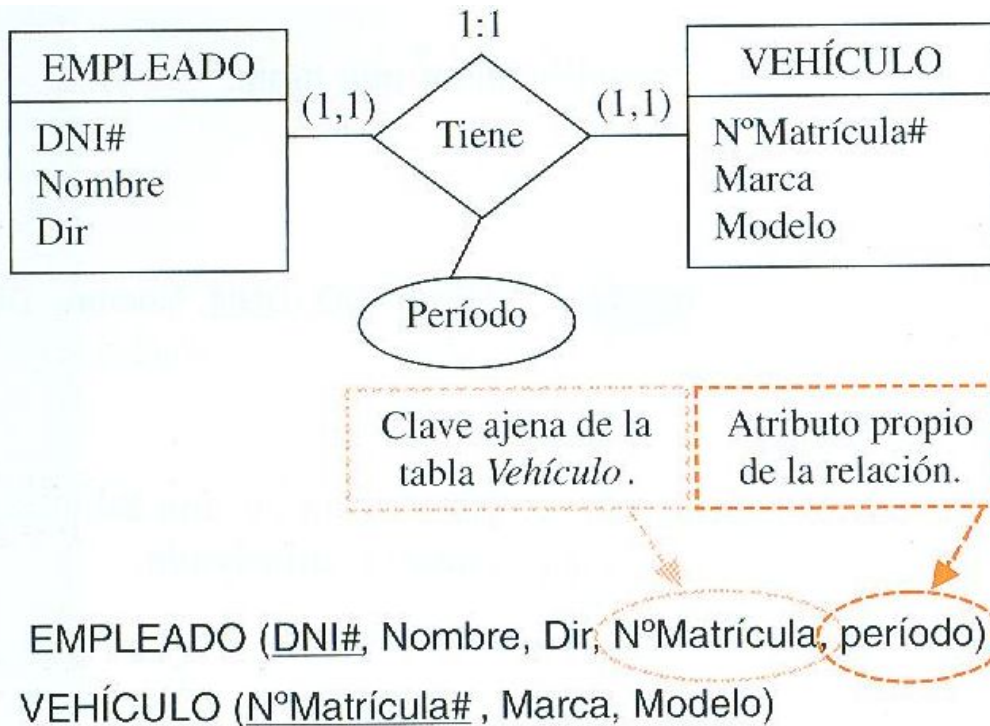 1:1
EMPLEADO
VEHÍCULO
(1,1)
Tiene
(1,1)
DNI#
Nombre
Dir
NºMatrícula#
Marca
Modelo
Período
Clave ajena de la
tabla Vehículo.
Atributo propio
de la relación.
EMPLEADO (DNI#, Nombre, Dir, NºMatrícula, período)
VEHÍCULO (NºMatrícula# , Marca, Modelo)